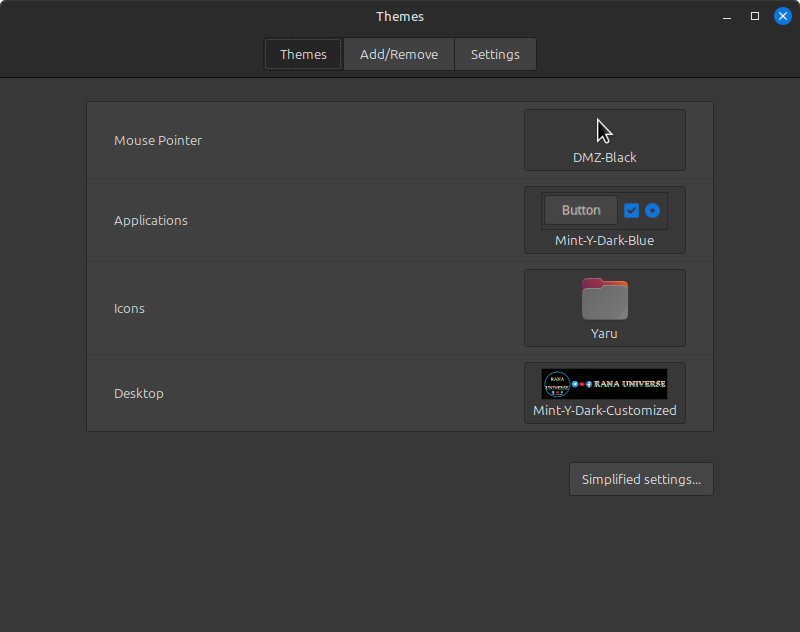 Themes
Themes
Add/Remove
Settings
Mouse Pointer
DMZ-Black
Applications
Button
Mint-Y-Dark-Blue
Icons
Yaru
Desktop
RANA
UNIVERSE
RANA UNIVERSE
Mint-Y-Dark-Customized
Simplified settings...